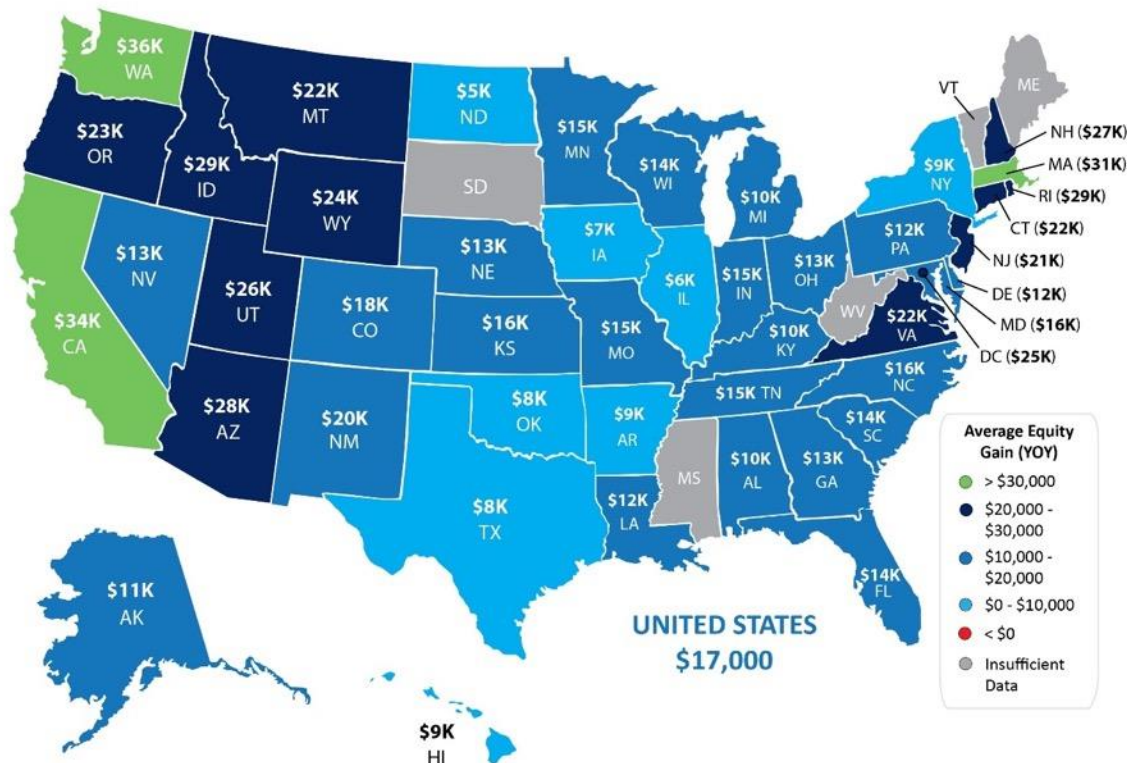 $36K
WA
$23K
OR
$29K
ID
$22K
MT
$24K
WY
$5K
ND
SD
$15K
MN
$14K
WI
$10K
MI
$9K
NY
VT
ME
NH ($27K)
MA ($31K)
RI ($29K)
CT ($22K)
NJ ($21K)
DE ($12K)
MD ($16K)
DC ($25K)
$34K
CA
$13K
NV
$26K
UT
$18K
CO
$13K
NE
$7K
IA
$6K
IL
$15K
IN
$13K
OH
$12K
PA
WV
$22K
VA
$28K
AZ
$20K
NM
$16K
KS
$15K
MO
$10K
KY
$15K TN
$16K
NC
$14K
SC
$8K
OK
$9K
AR
MS
$10K
AL
$13K
GA
$8K
TX
$12K
LA
$14K
FL
$11K
AK
$9K
HI
UNITED STATES
$17,000
Average Equity
Gain (YOY)
> $30,000
$20,000 -
$30,000
$10,000 -
$20,000
$0 - $10,000
< $0
Insufficient
Data